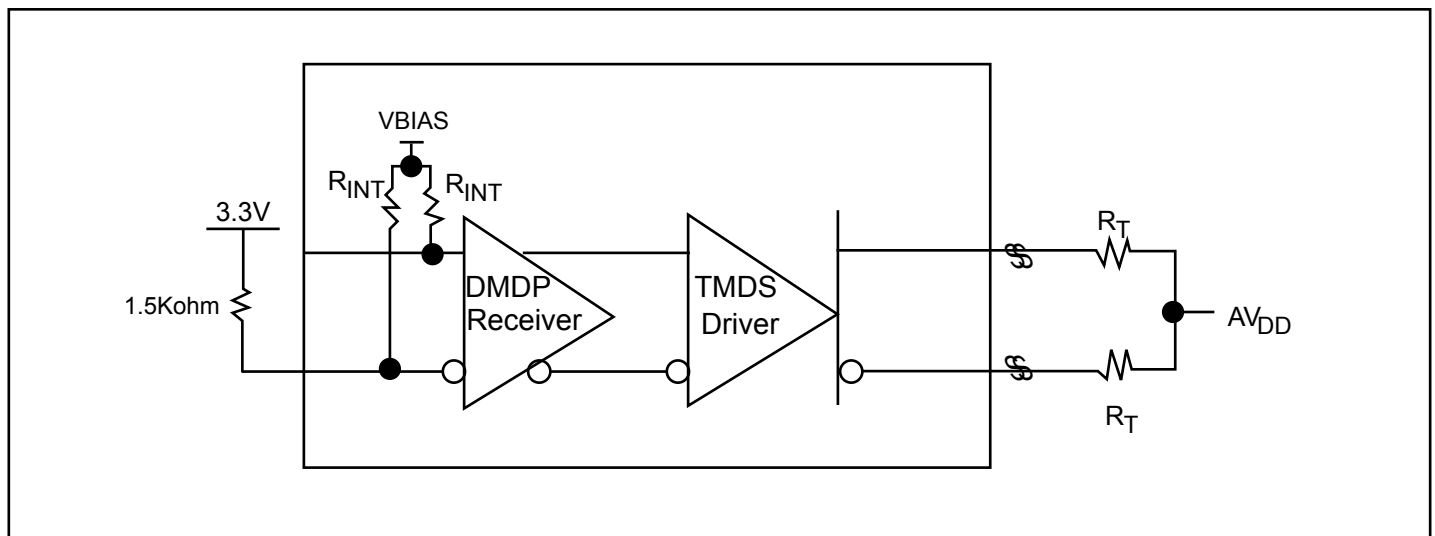 VBIAS
RINT
RINT
3.3V
1.5Kohm
DMDP
Receiver
TMDS
Driver
RT
AVDD
RT